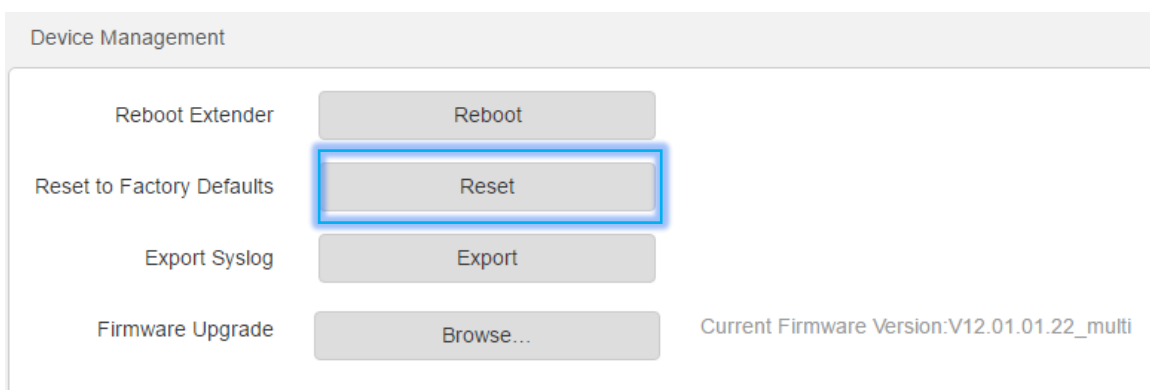 Device Management
Reboot Extender Reboot
Reset to Factory Defaults Reset
Export Syslog Export
Firmware Upgrade Browse... Current Firmware Version:V12.01.01.22_multi